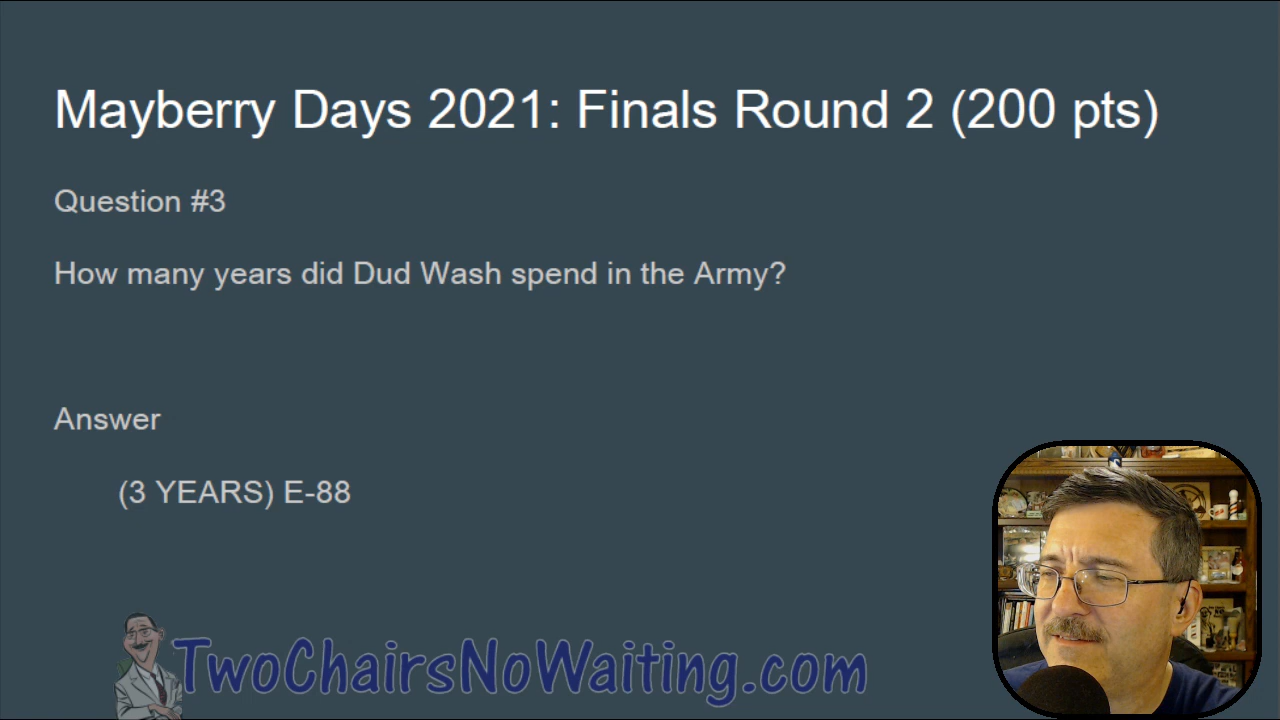 Mayberry Days 2021: Finals Round 2 (200 pts)
Question #3
How many years did Dud Wash spend in the Army?
Answer
(3 YEARS) E-88
TwoChairsNoWaiting.com